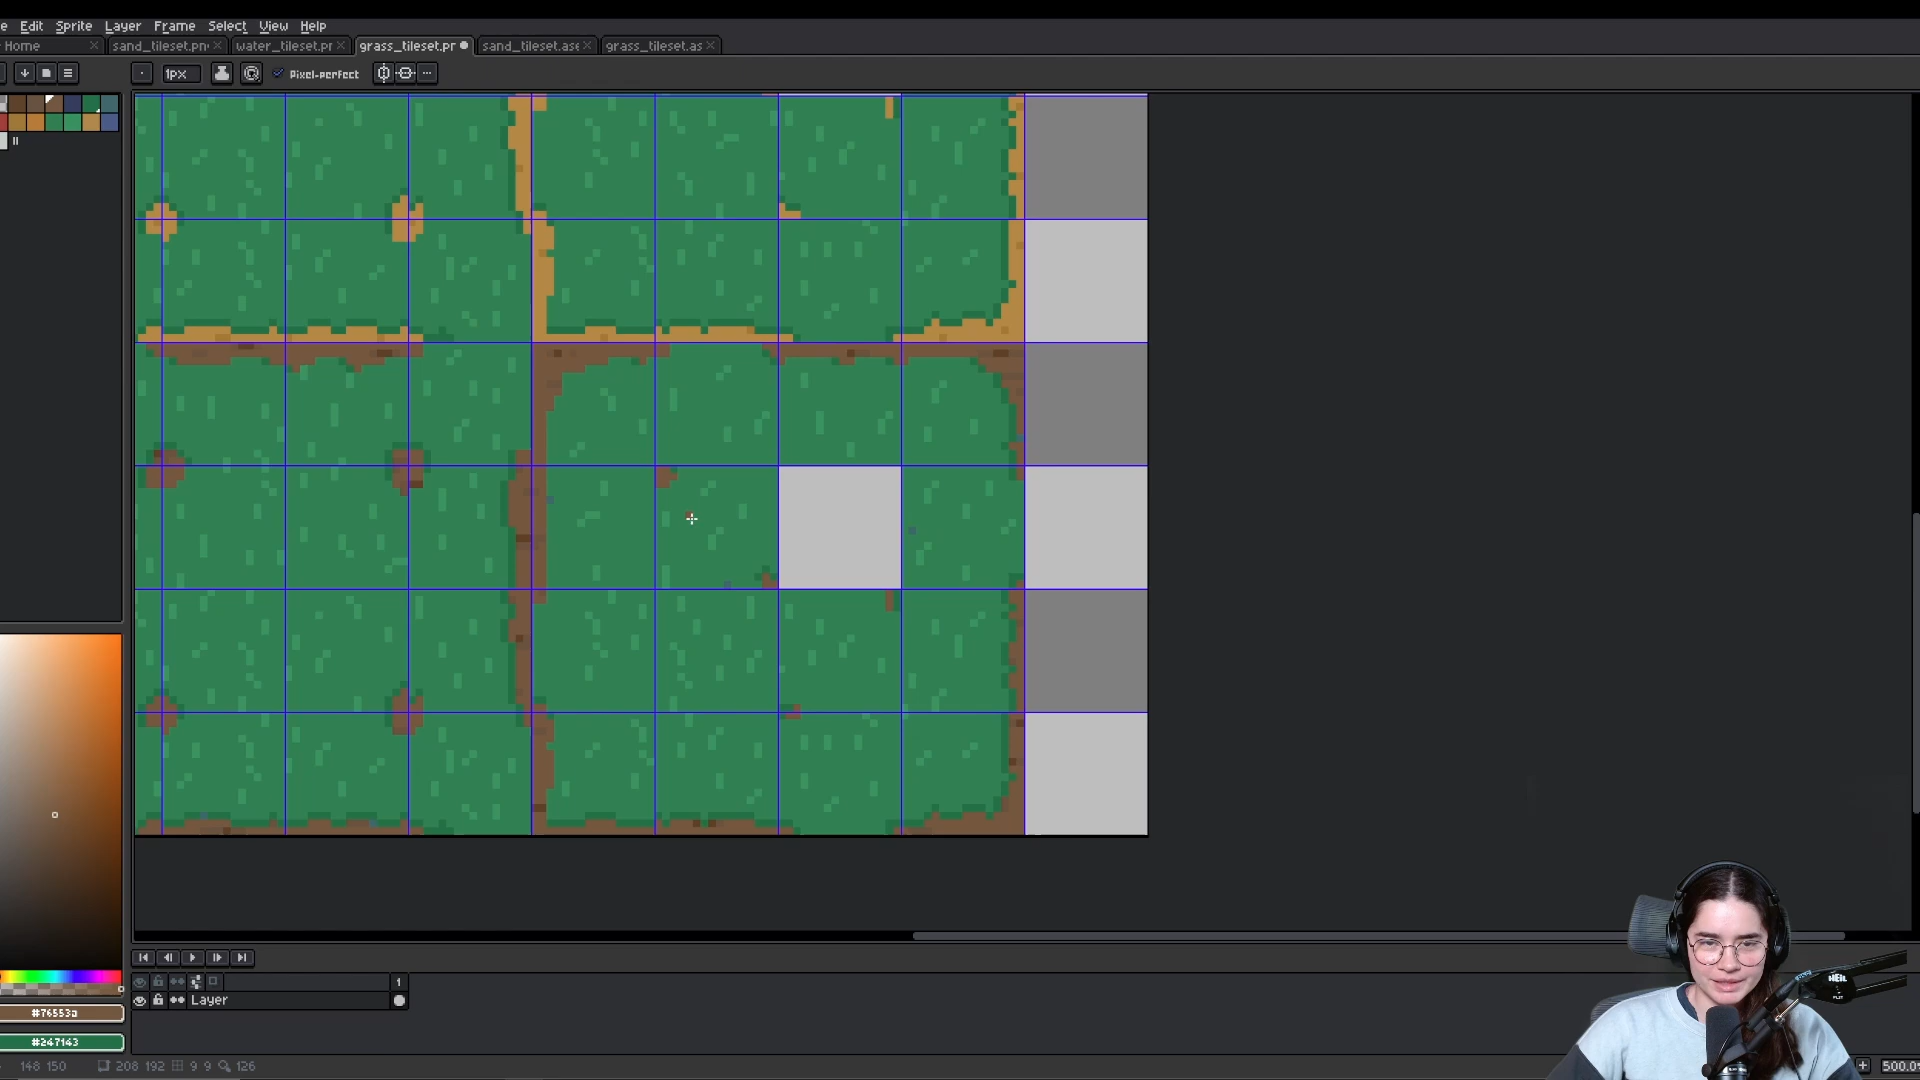 e Edit Sprite Layer Frame Select View Help
Home sand_tileset.pn water_tileset.pr grass_tileset.pr sand_tileset.ase grass_tileset.as
1px Pixel-perfect
Layer
1
#76553a
#247143
148 150 208 192 9 9 126
500.0